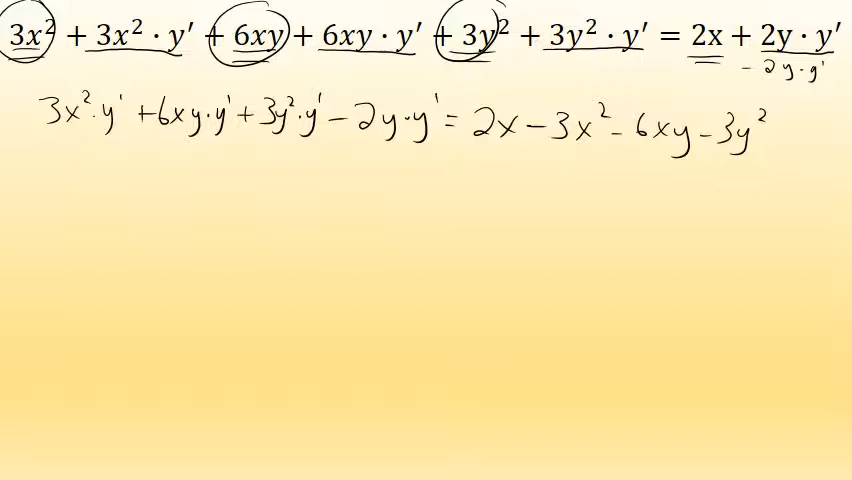 3x² + 3x² · y′ + 6xy + 6xy · y′ + 3y² + 3y² · y′ = 2x + 2y · y′
− 2y · y'
3x² · y' + 6xy · y' + 3y² · y' − 2y · y' = 2x − 3x² − 6xy − 3y²